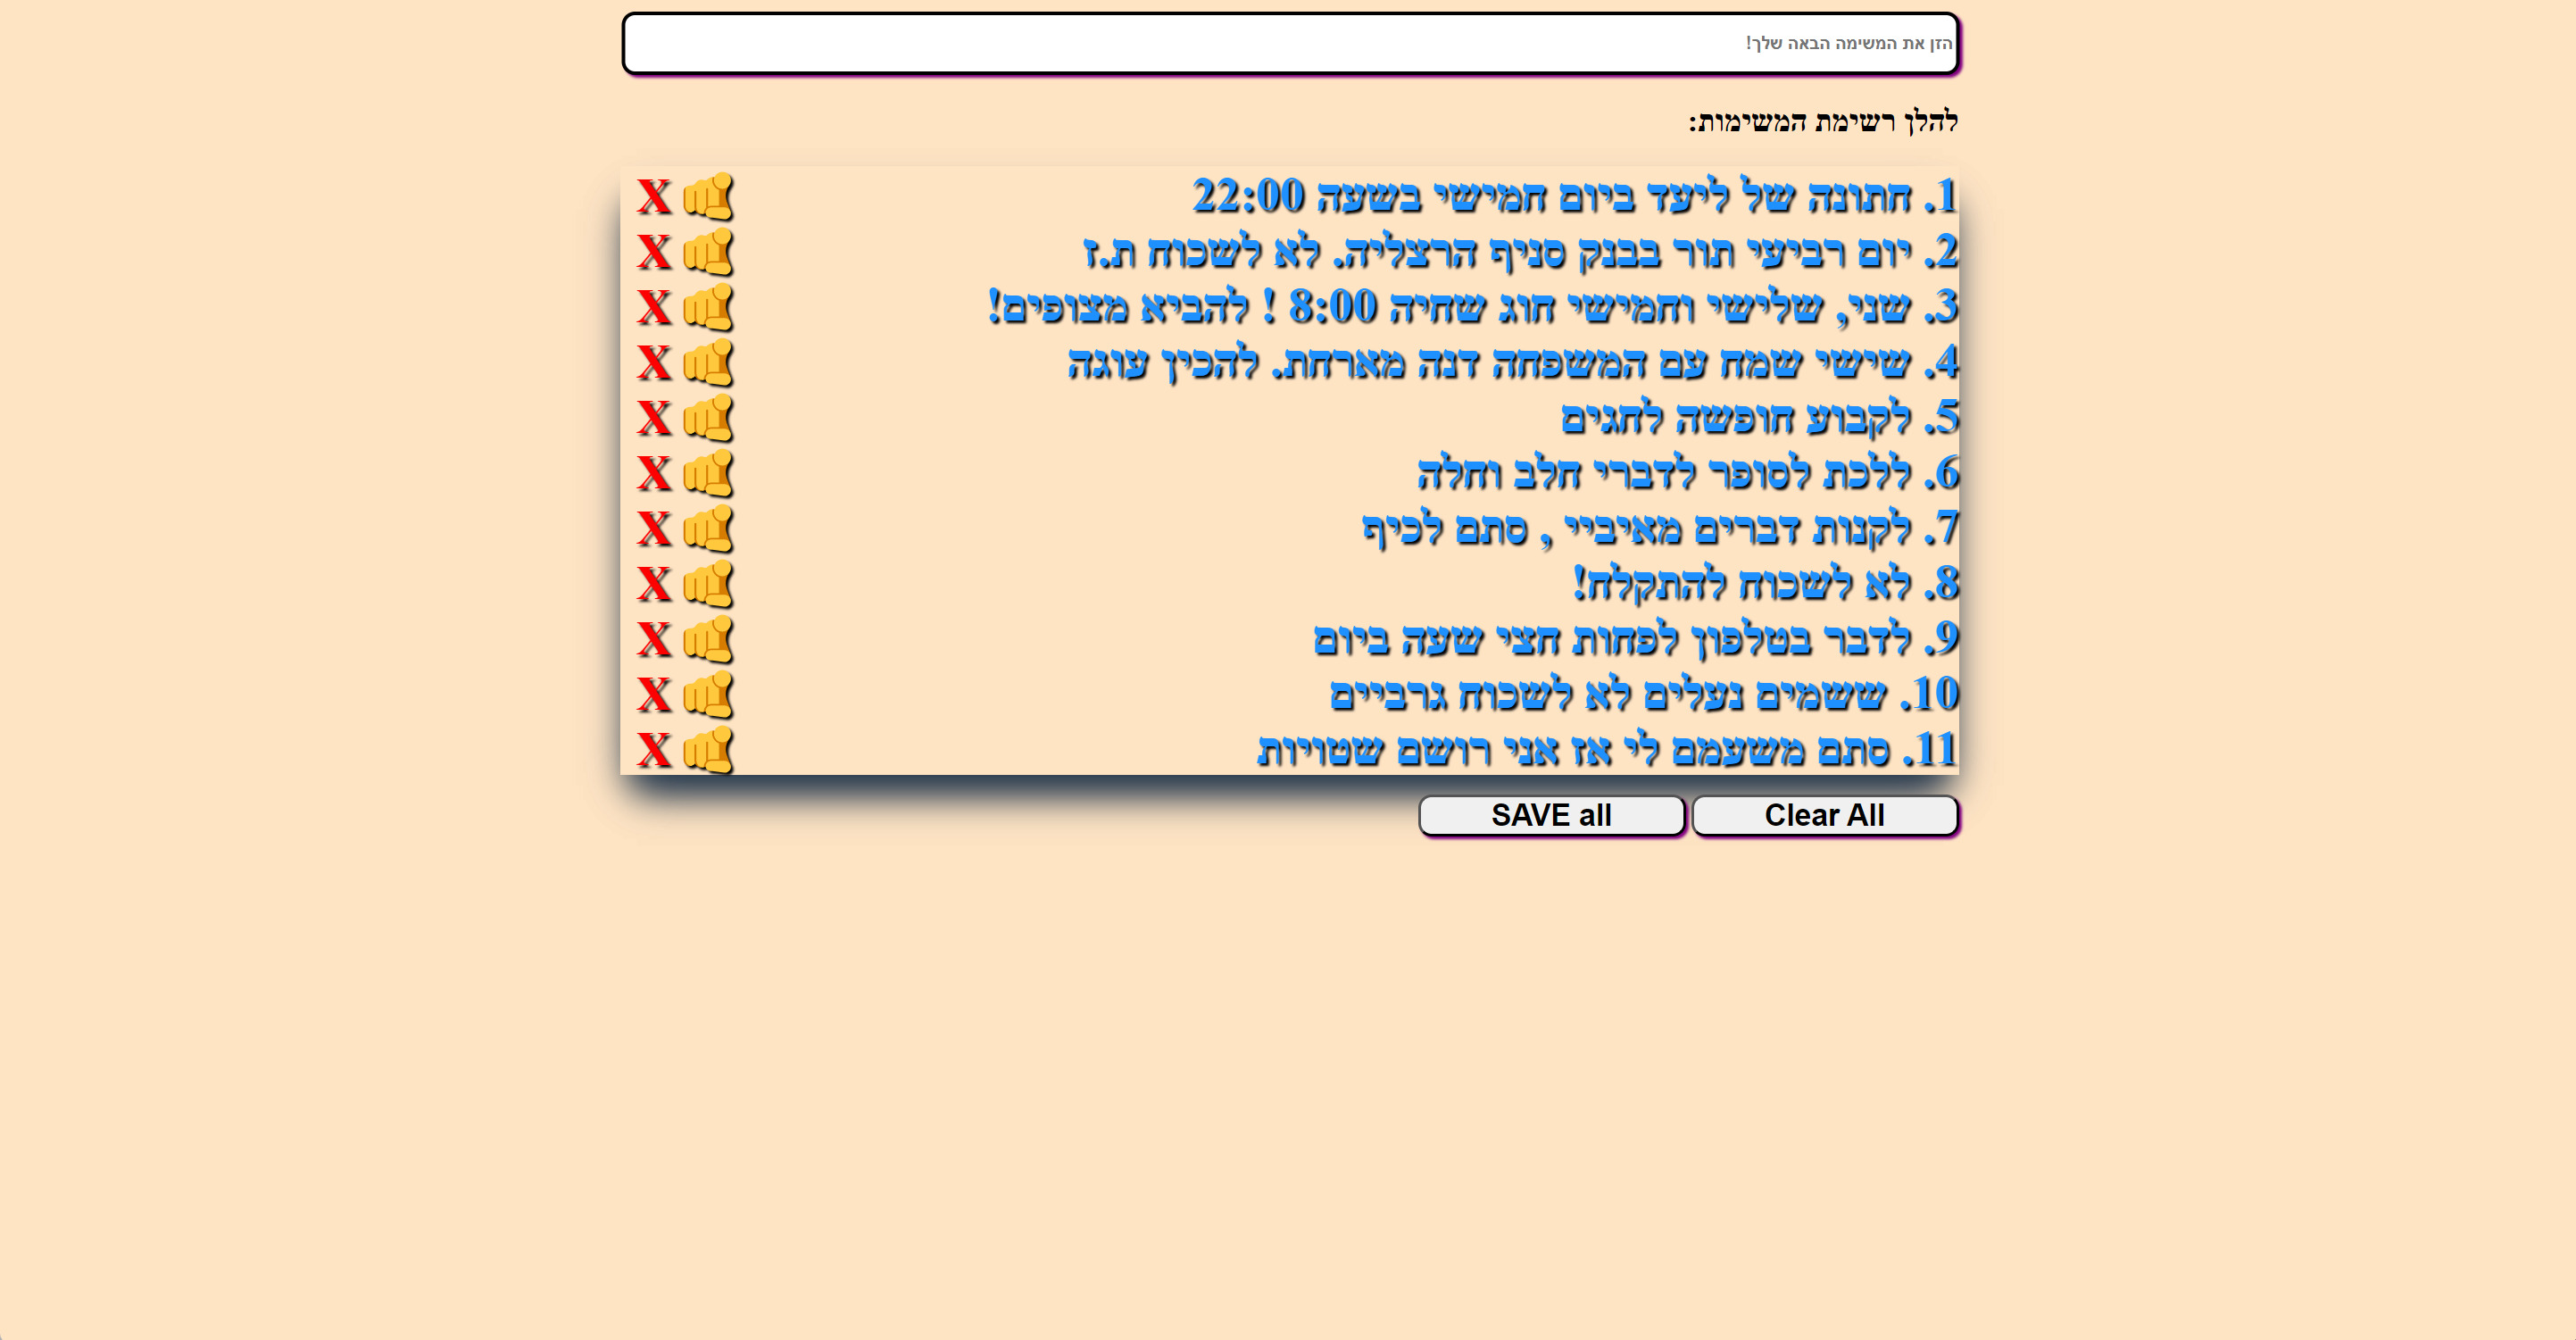 הזן את המשימה הבאה שלך!
להלן רשימת המשימות:
1. חתונה של ליעד ביום חמישי בשעה 22:00 X
2. יום רביעי תור בבנק סניף הרצליה. לא לשכוח ת.ז X
3. שני, שלישי וחמישי חוג שחיה 8:00 ! להביא מצופים! X
4. שישי שמח עם המשפחה דנה מארחת. להכין עוגה X
5. לקבוע חופשה לחגים X
6. ללכת לסופר לדברי חלב וחלה X
7. לקנות דברים מאיביי , סתם לכיף X
8. לא לשכוח להתקלח! X
9. לדבר בטלפון לפחות חצי שעה ביום X
10. ששמים נעלים לא לשכוח גרביים X
11. סתם משעמם לי אז אני רושם שטויות X
Clear All SAVE all